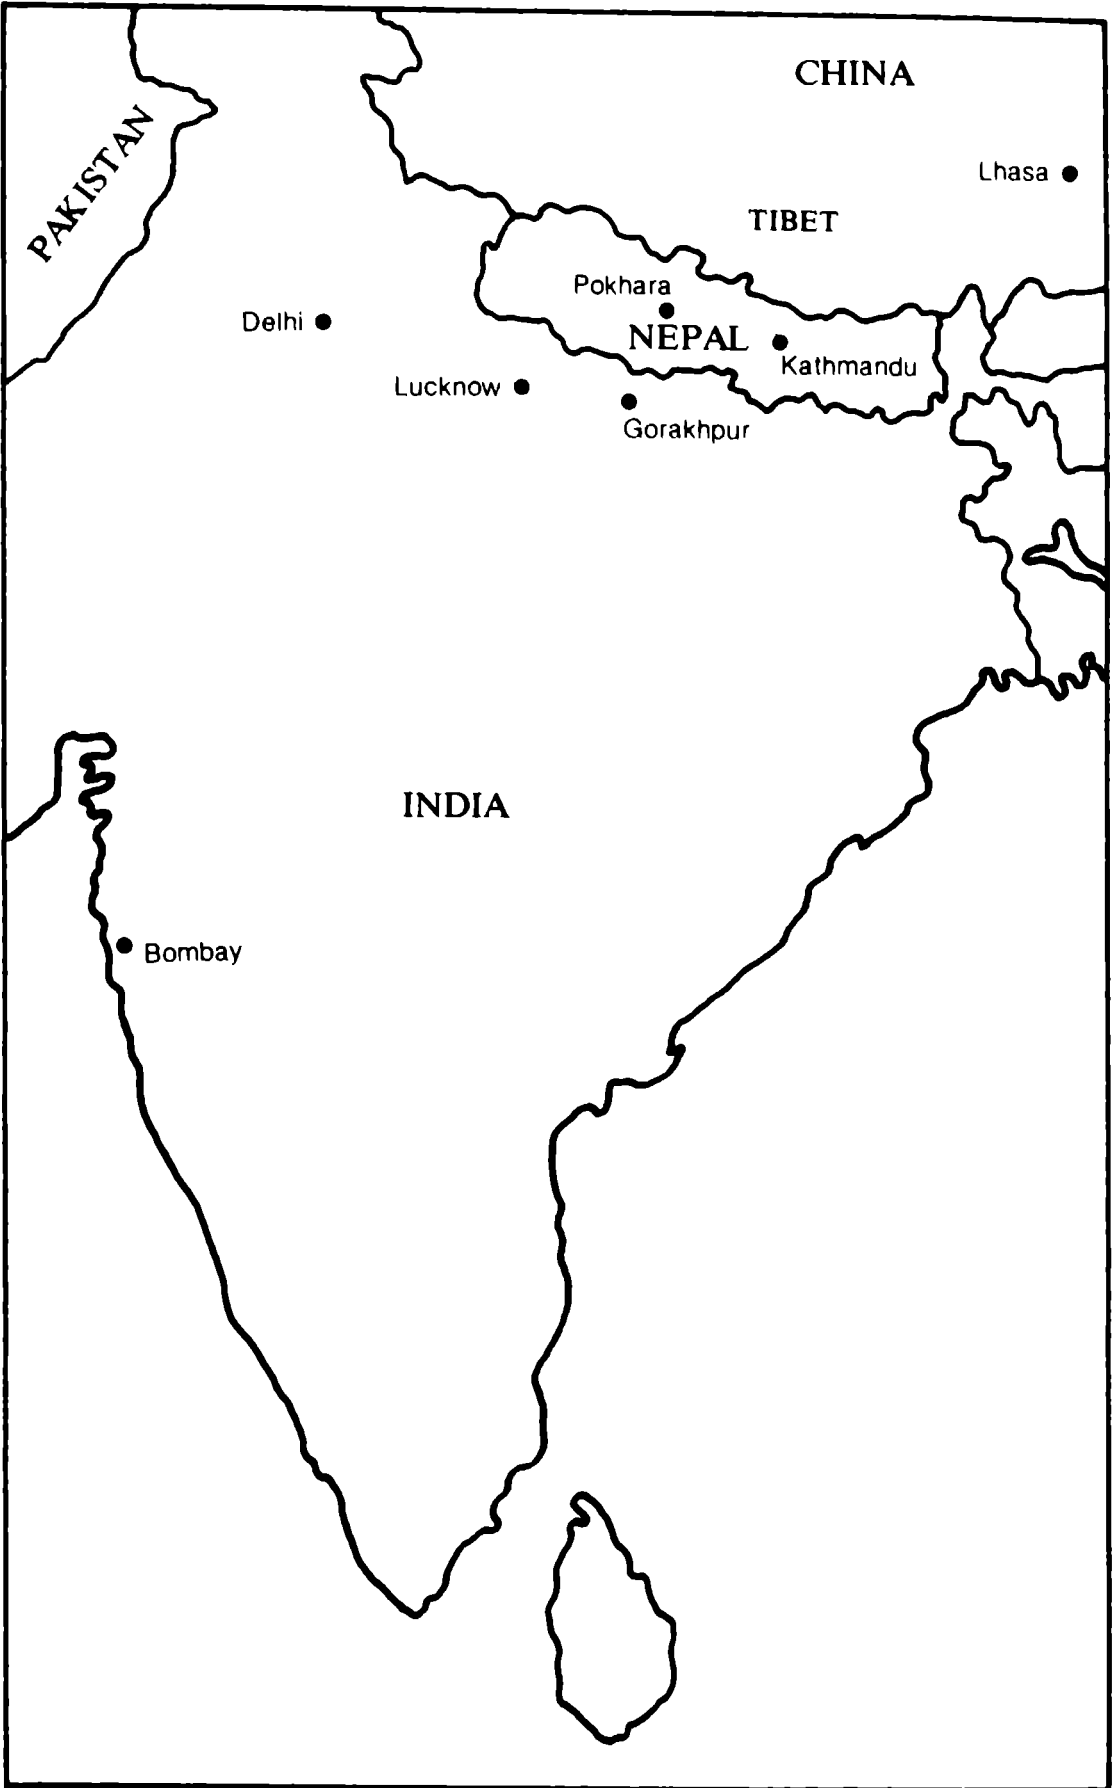 CHINA
PAKISTAN
Lhasa
TIBET
Pokhara
Delhi
NEPAL
Kathmandu
Lucknow
Gorakhpur
INDIA
Bombay